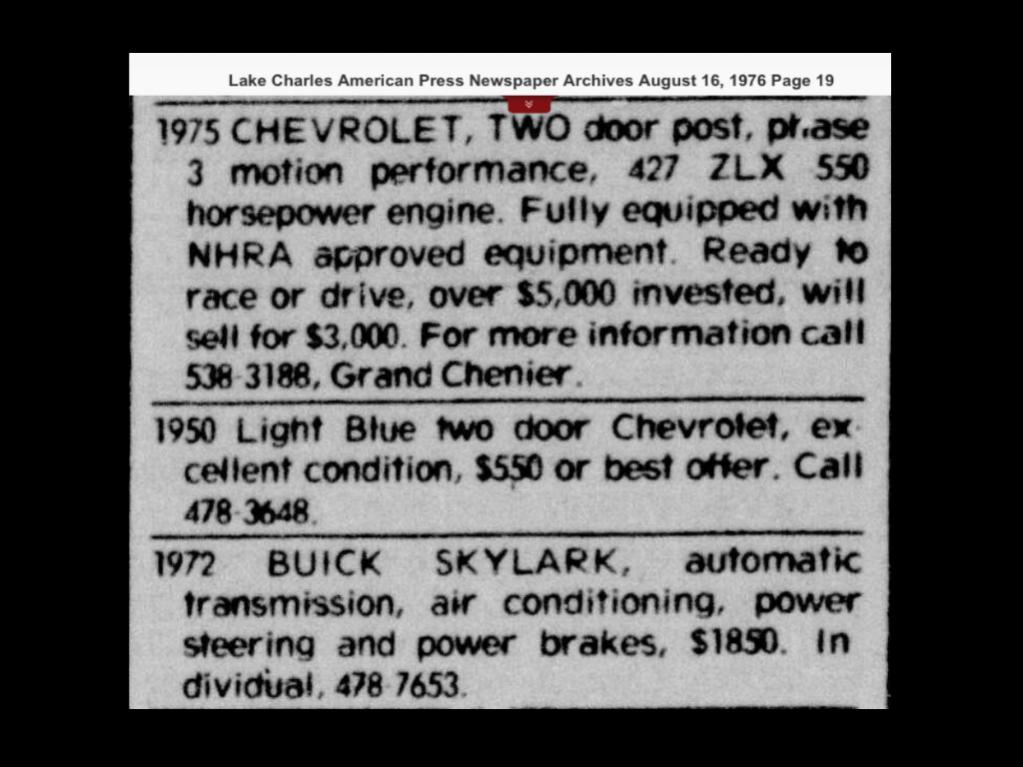 Lake Charles American Press Newspaper Archives August 16, 1976 Page 19
1975 CHEVROLET, TWO door post, phase
3 motion performance, 427 ZLX 550
horsepower engine. Fully equipped with
NHRA approved equipment. Ready to
race or drive, over $5,000 invested, will
sell for $3,000. For more information call
538-3188, Grand Chenier.
1950 Light Blue two door Chevrolet, ex-
cellent condition, $550 or best offer. Call
478-3648.
1972 BUICK SKYLARK, automatic
transmission, air conditioning, power
steering and power brakes, $1850. In
dividual, 478-7653.